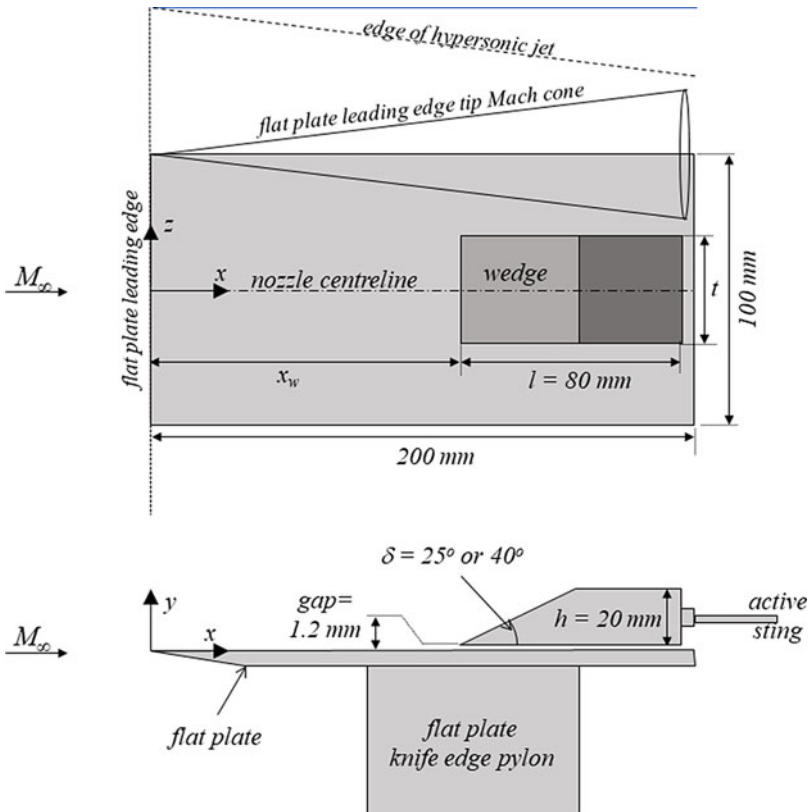 edge of hypersonic jet
flat plate leading edge tip Mach cone
flat plate leading edge
z
M∞
x
nozzle centreline
wedge
t
100 mm
x_w
l = 80 mm
200 mm
δ = 25° or 40°
y
gap=
1.2 mm
h = 20 mm
active
sting
M∞
x
flat plate
flat plate
knife edge pylon